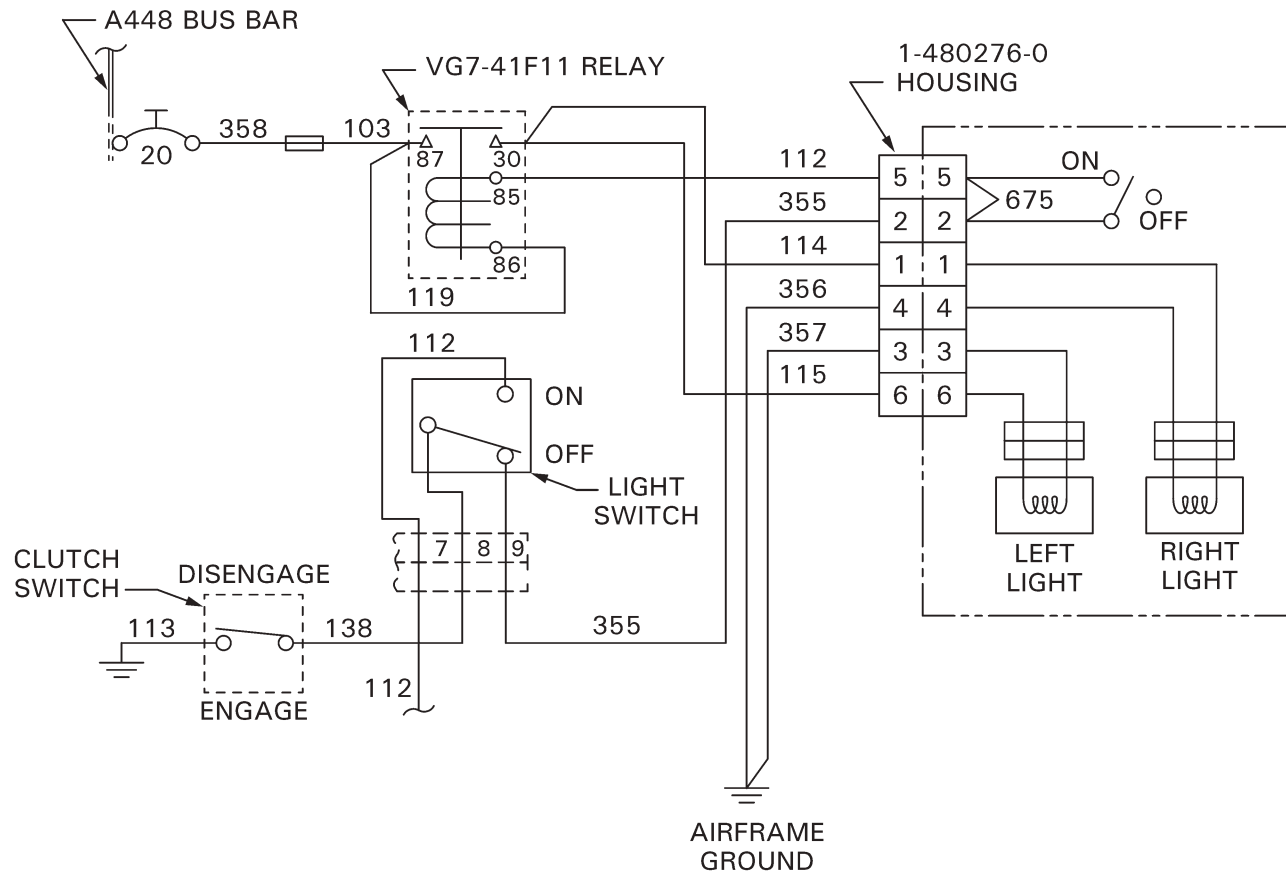 A448 BUS BAR
VG7-41F11 RELAY
1-480276-0
HOUSING
358
103
20
87
30
85
86
119
112
355
114
356
357
115
5 5
2 2
1 1
4 4
3 3
6 6
ON
675
OFF
112
ON
OFF
LIGHT
SWITCH
7 8 9
CLUTCH
SWITCH
DISENGAGE
113
138
ENGAGE
112
355
LEFT
LIGHT
RIGHT
LIGHT
AIRFRAME
GROUND